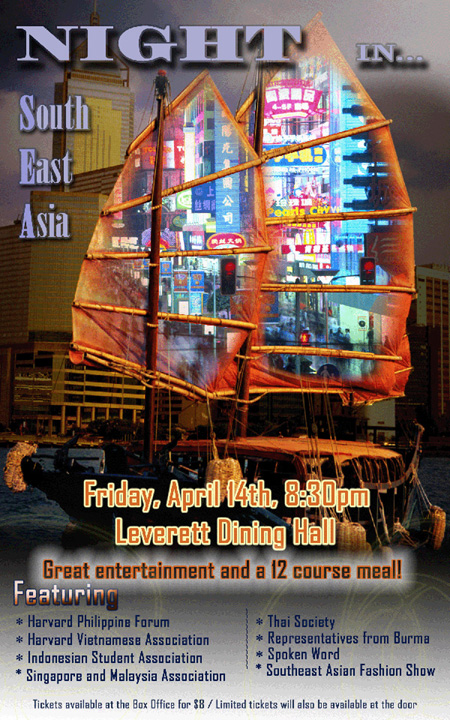 NIGHT IN...
South
East
Asia
Friday, April 14th, 8:30pm
Leverett Dining Hall
Great entertainment and a 12 course meal!
Featuring
* Harvard Philippine Forum
* Harvard Vietnamese Association
* Indonesian Student Association
* Singapore and Malaysia Association
* Thai Society
* Representatives from Burma
* Spoken Word
* Southeast Asian Fashion Show
Tickets available at the Box Office for $8 / Limited tickets will also be available at the door